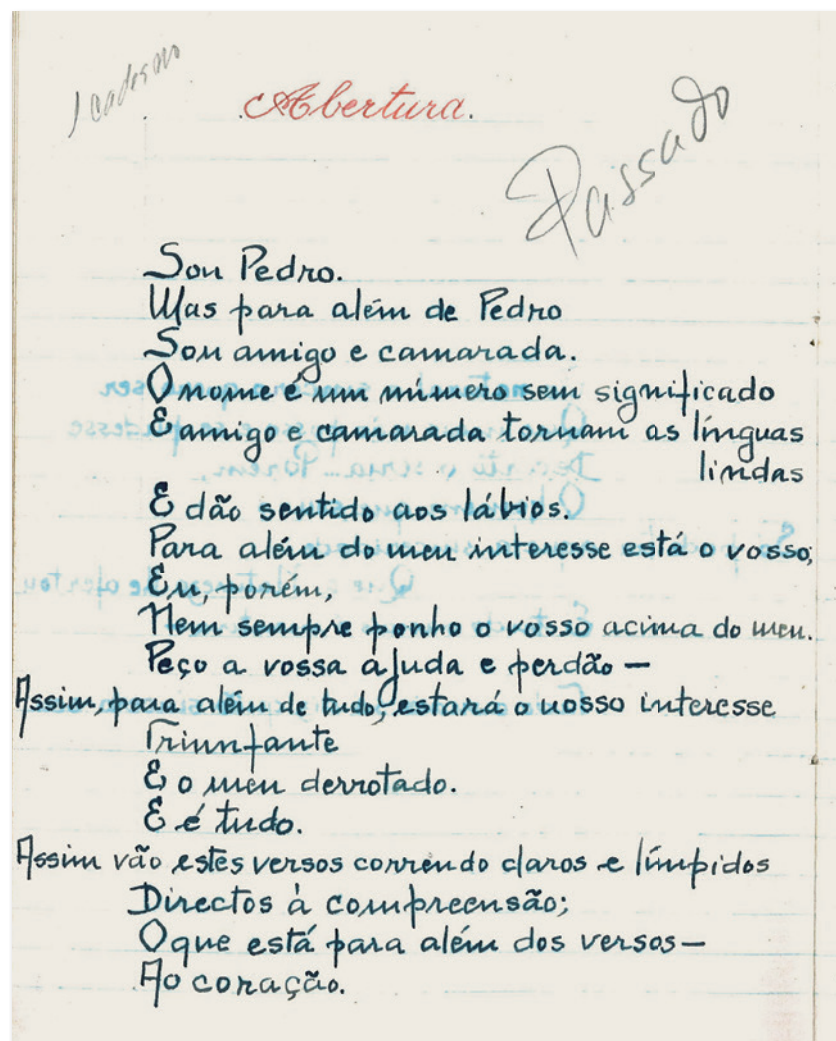 1 caderno
Abertura.
Passado
Sou Pedro.
Mas para além de Pedro
Sou amigo e camarada.
O nome é um número sem significado
E amigo e camarada tornam as línguas
lindas
E dão sentido aos lábios.
Para além do meu interesse está o vosso;
Eu, porém,
Nem sempre ponho o vosso acima do meu.
Peço a vossa ajuda e perdão —
Assim, para além de tudo, estará o nosso interesse
Triunfante
E o meu derrotado.
E é tudo.
Assim vão estes versos correndo claros e límpidos
Directos à compreensão;
O que está para além dos versos —
Ao coração.